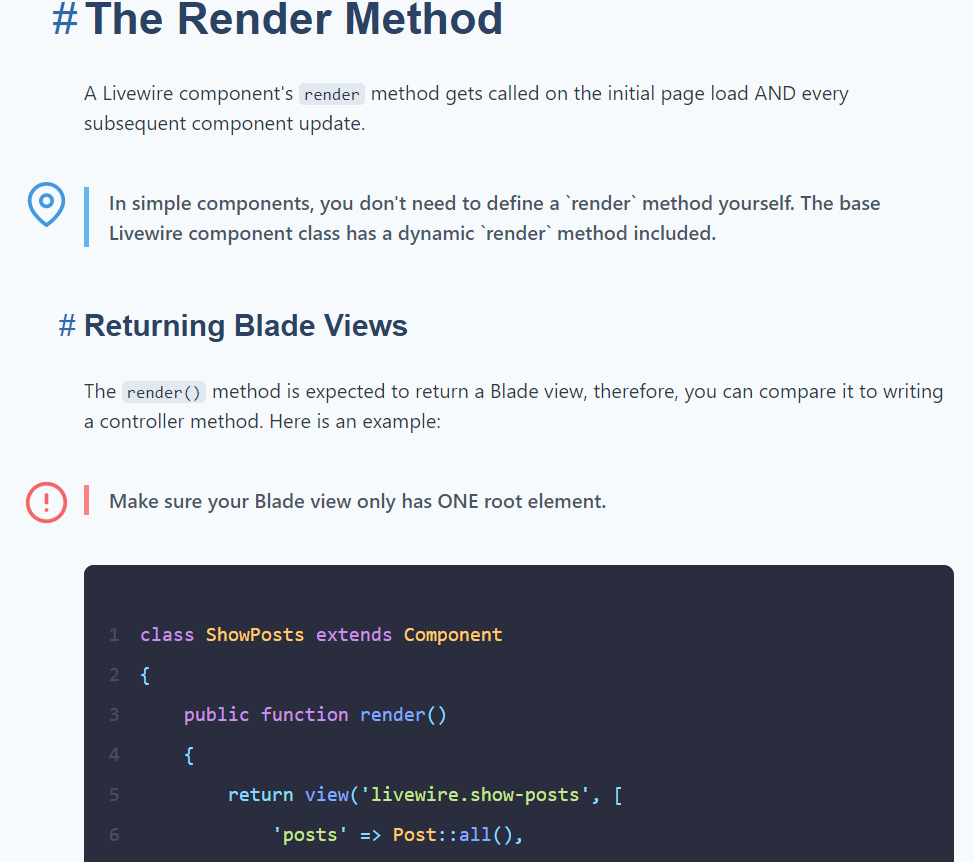 # The Render Method
A Livewire component's render method gets called on the initial page load AND every
subsequent component update.
In simple components, you don't need to define a `render` method yourself. The base
Livewire component class has a dynamic `render` method included.
# Returning Blade Views
The render() method is expected to return a Blade view, therefore, you can compare it to writing
a controller method. Here is an example:
Make sure your Blade view only has ONE root element.
1 class ShowPosts extends Component
2 {
3     public function render()
4     {
5         return view('livewire.show-posts', [
6             'posts' => Post::all(),